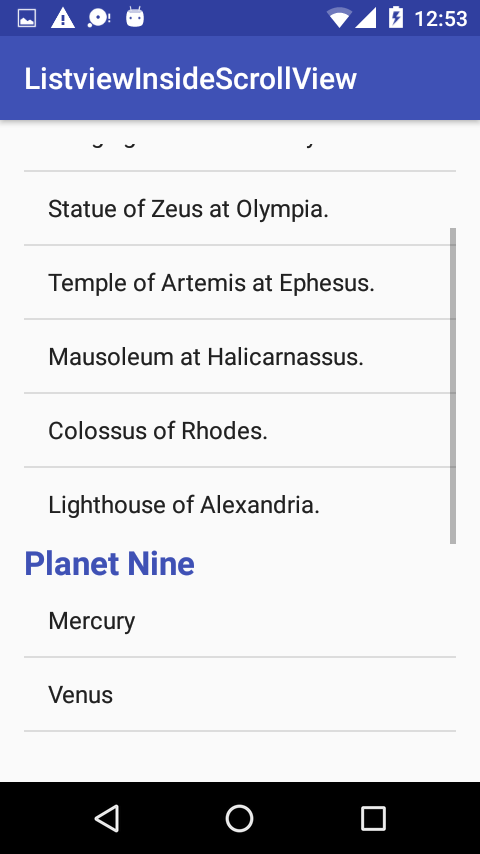 12:53
ListviewInsideScrollView
Statue of Zeus at Olympia.
Temple of Artemis at Ephesus.
Mausoleum at Halicarnassus.
Colossus of Rhodes.
Lighthouse of Alexandria.
Planet Nine
Mercury
Venus